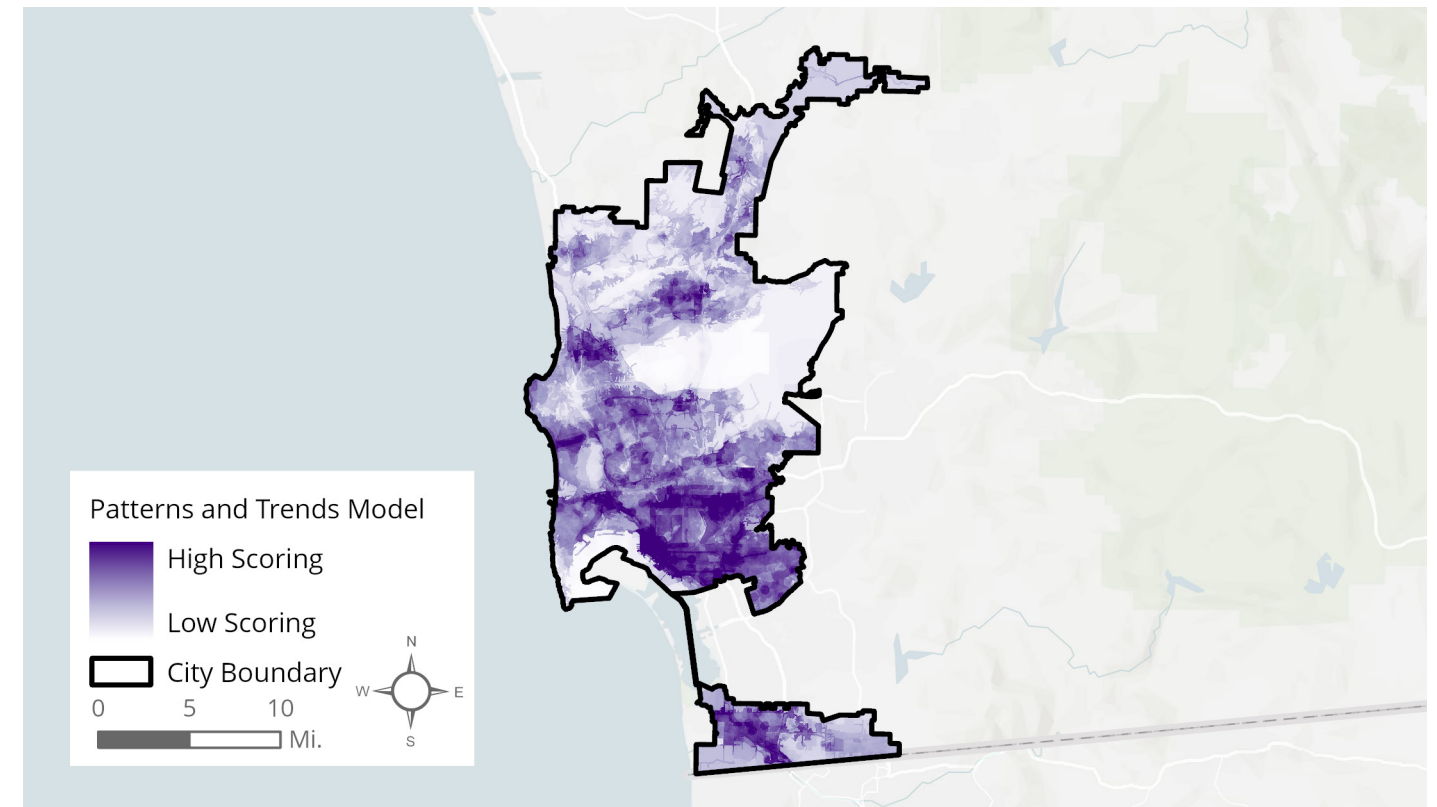 Patterns and Trends Model
High Scoring
Low Scoring
City Boundary
N
W
E
S
0 5 10
Mi.